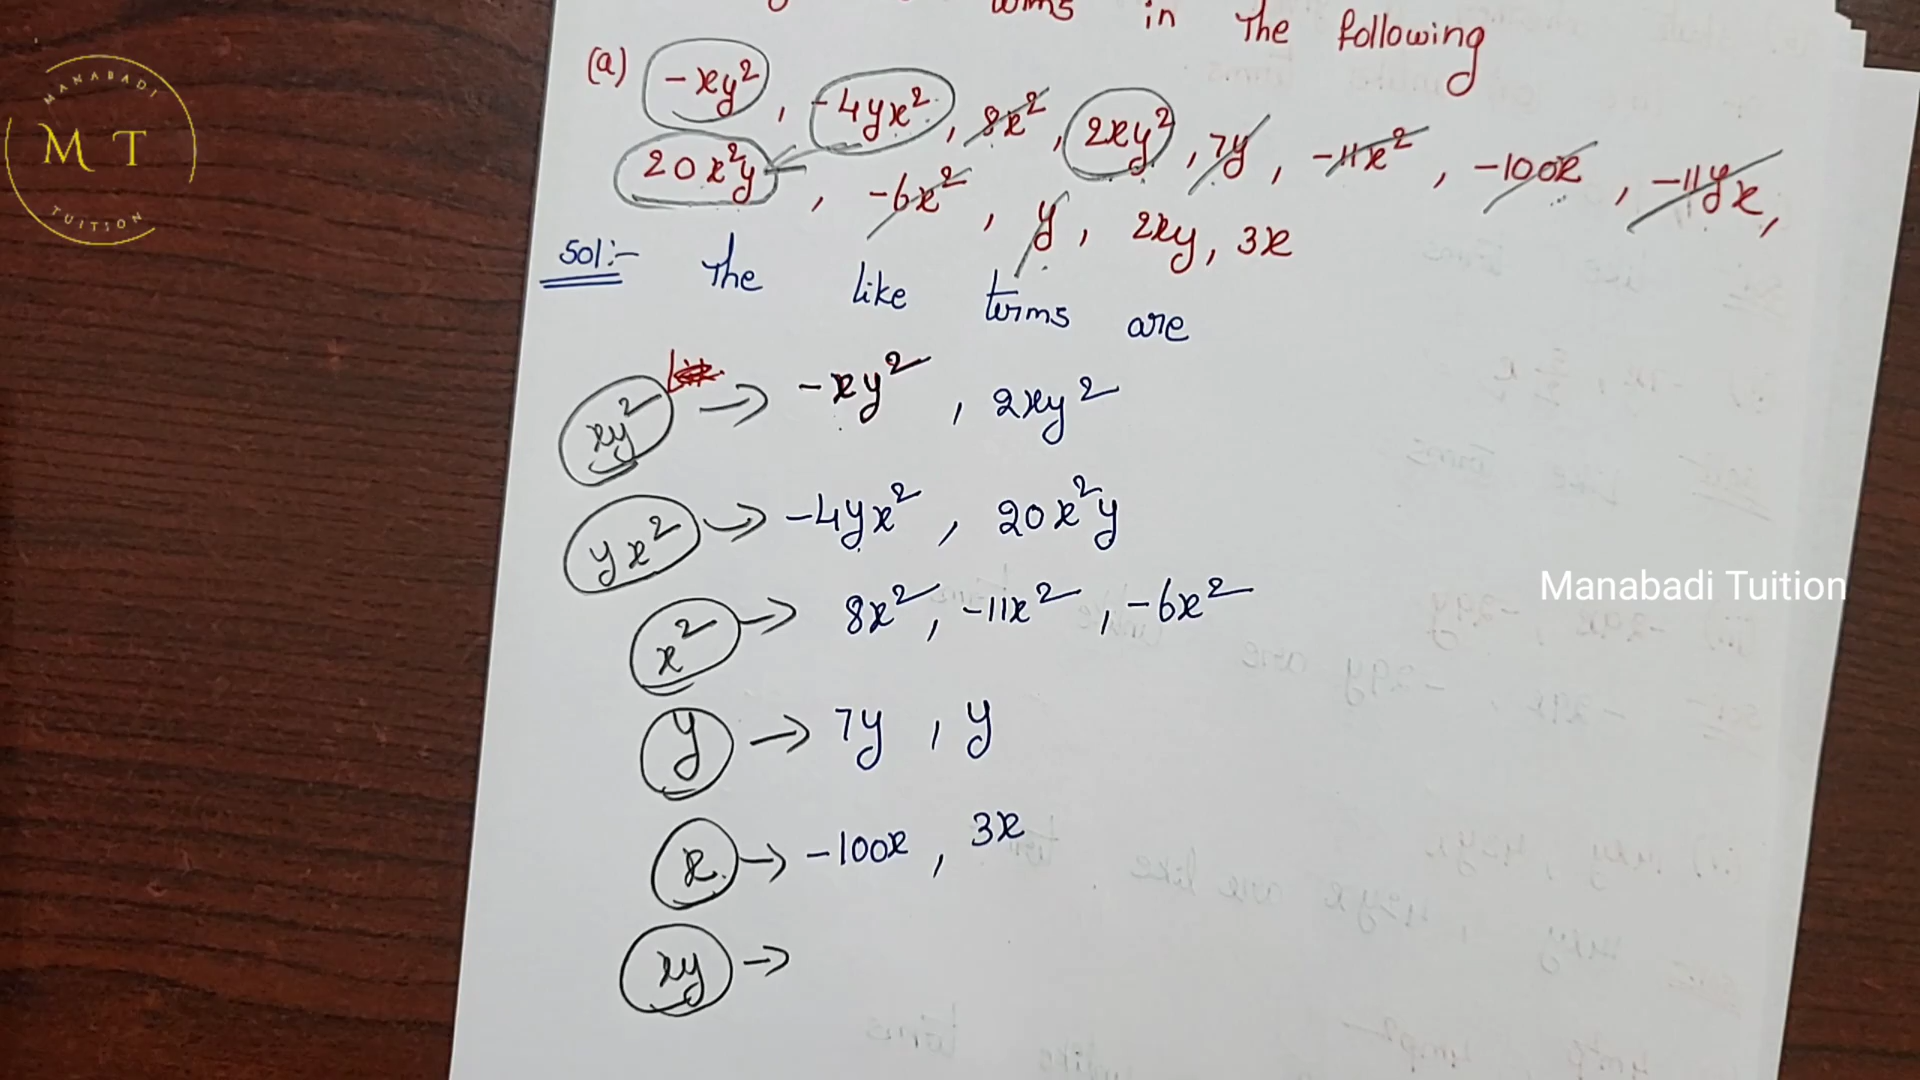 terms in the following
(a) -xy², -4yx², 8x², 2xy², 7y, -11x², -100x, -11yx,
20x²y, -6x², y, 2xy, 3x
Sol:- The like terms are
xy² → -xy², 2xy²
yx² → -4yx², 20x²y
x² → 8x², -11x², -6x²
y → 7y, y
x → -100x, 3x
xy →
MANABADI
MT
TUITION
Manabadi Tuition